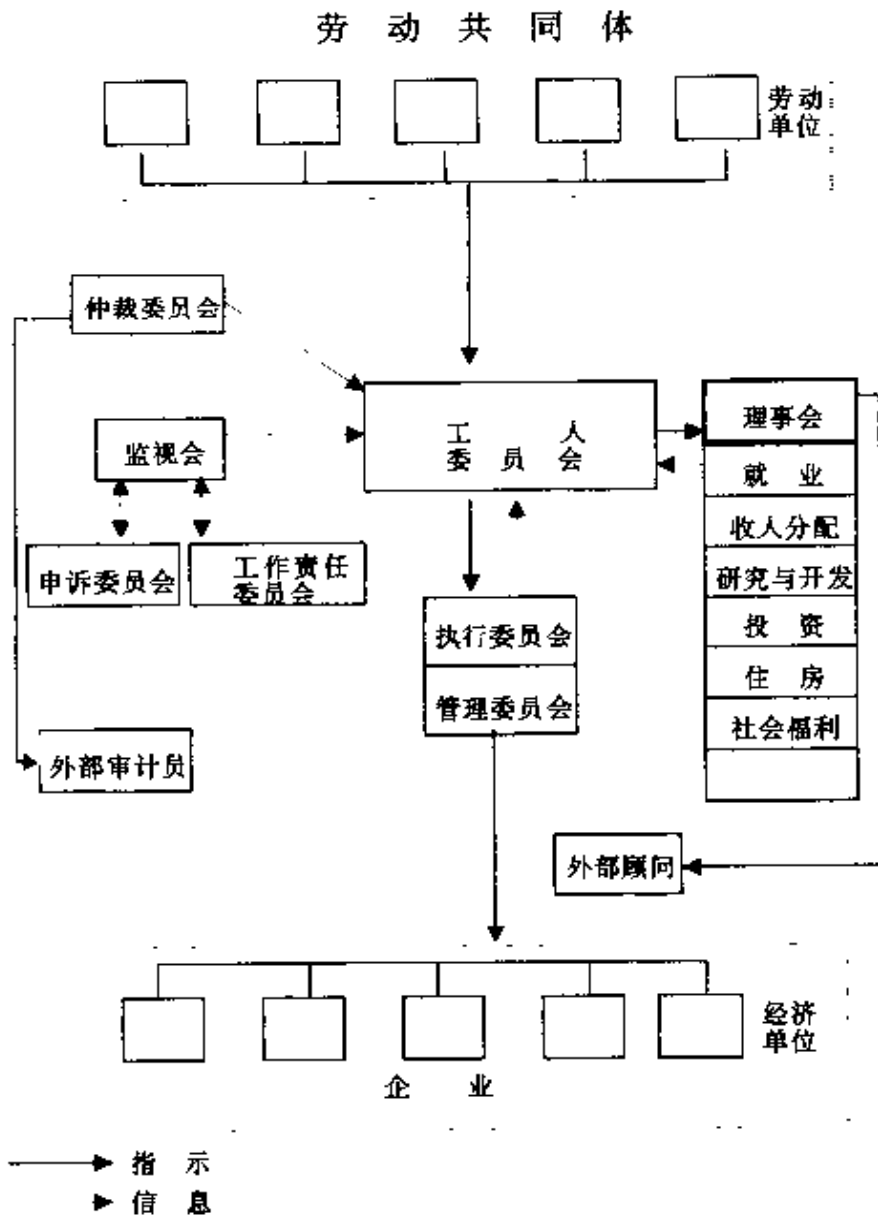 劳动共同体
劳动
单位
仲裁委员会
工人
委员会
理事会
监视会
就业
收人分配
申诉委员会
工作责任
委员会
研究与开发
执行委员会
投资
住房
管理委员会
社会福利
外部审计员
外部顾问
经济
单位
企业
指示
信息